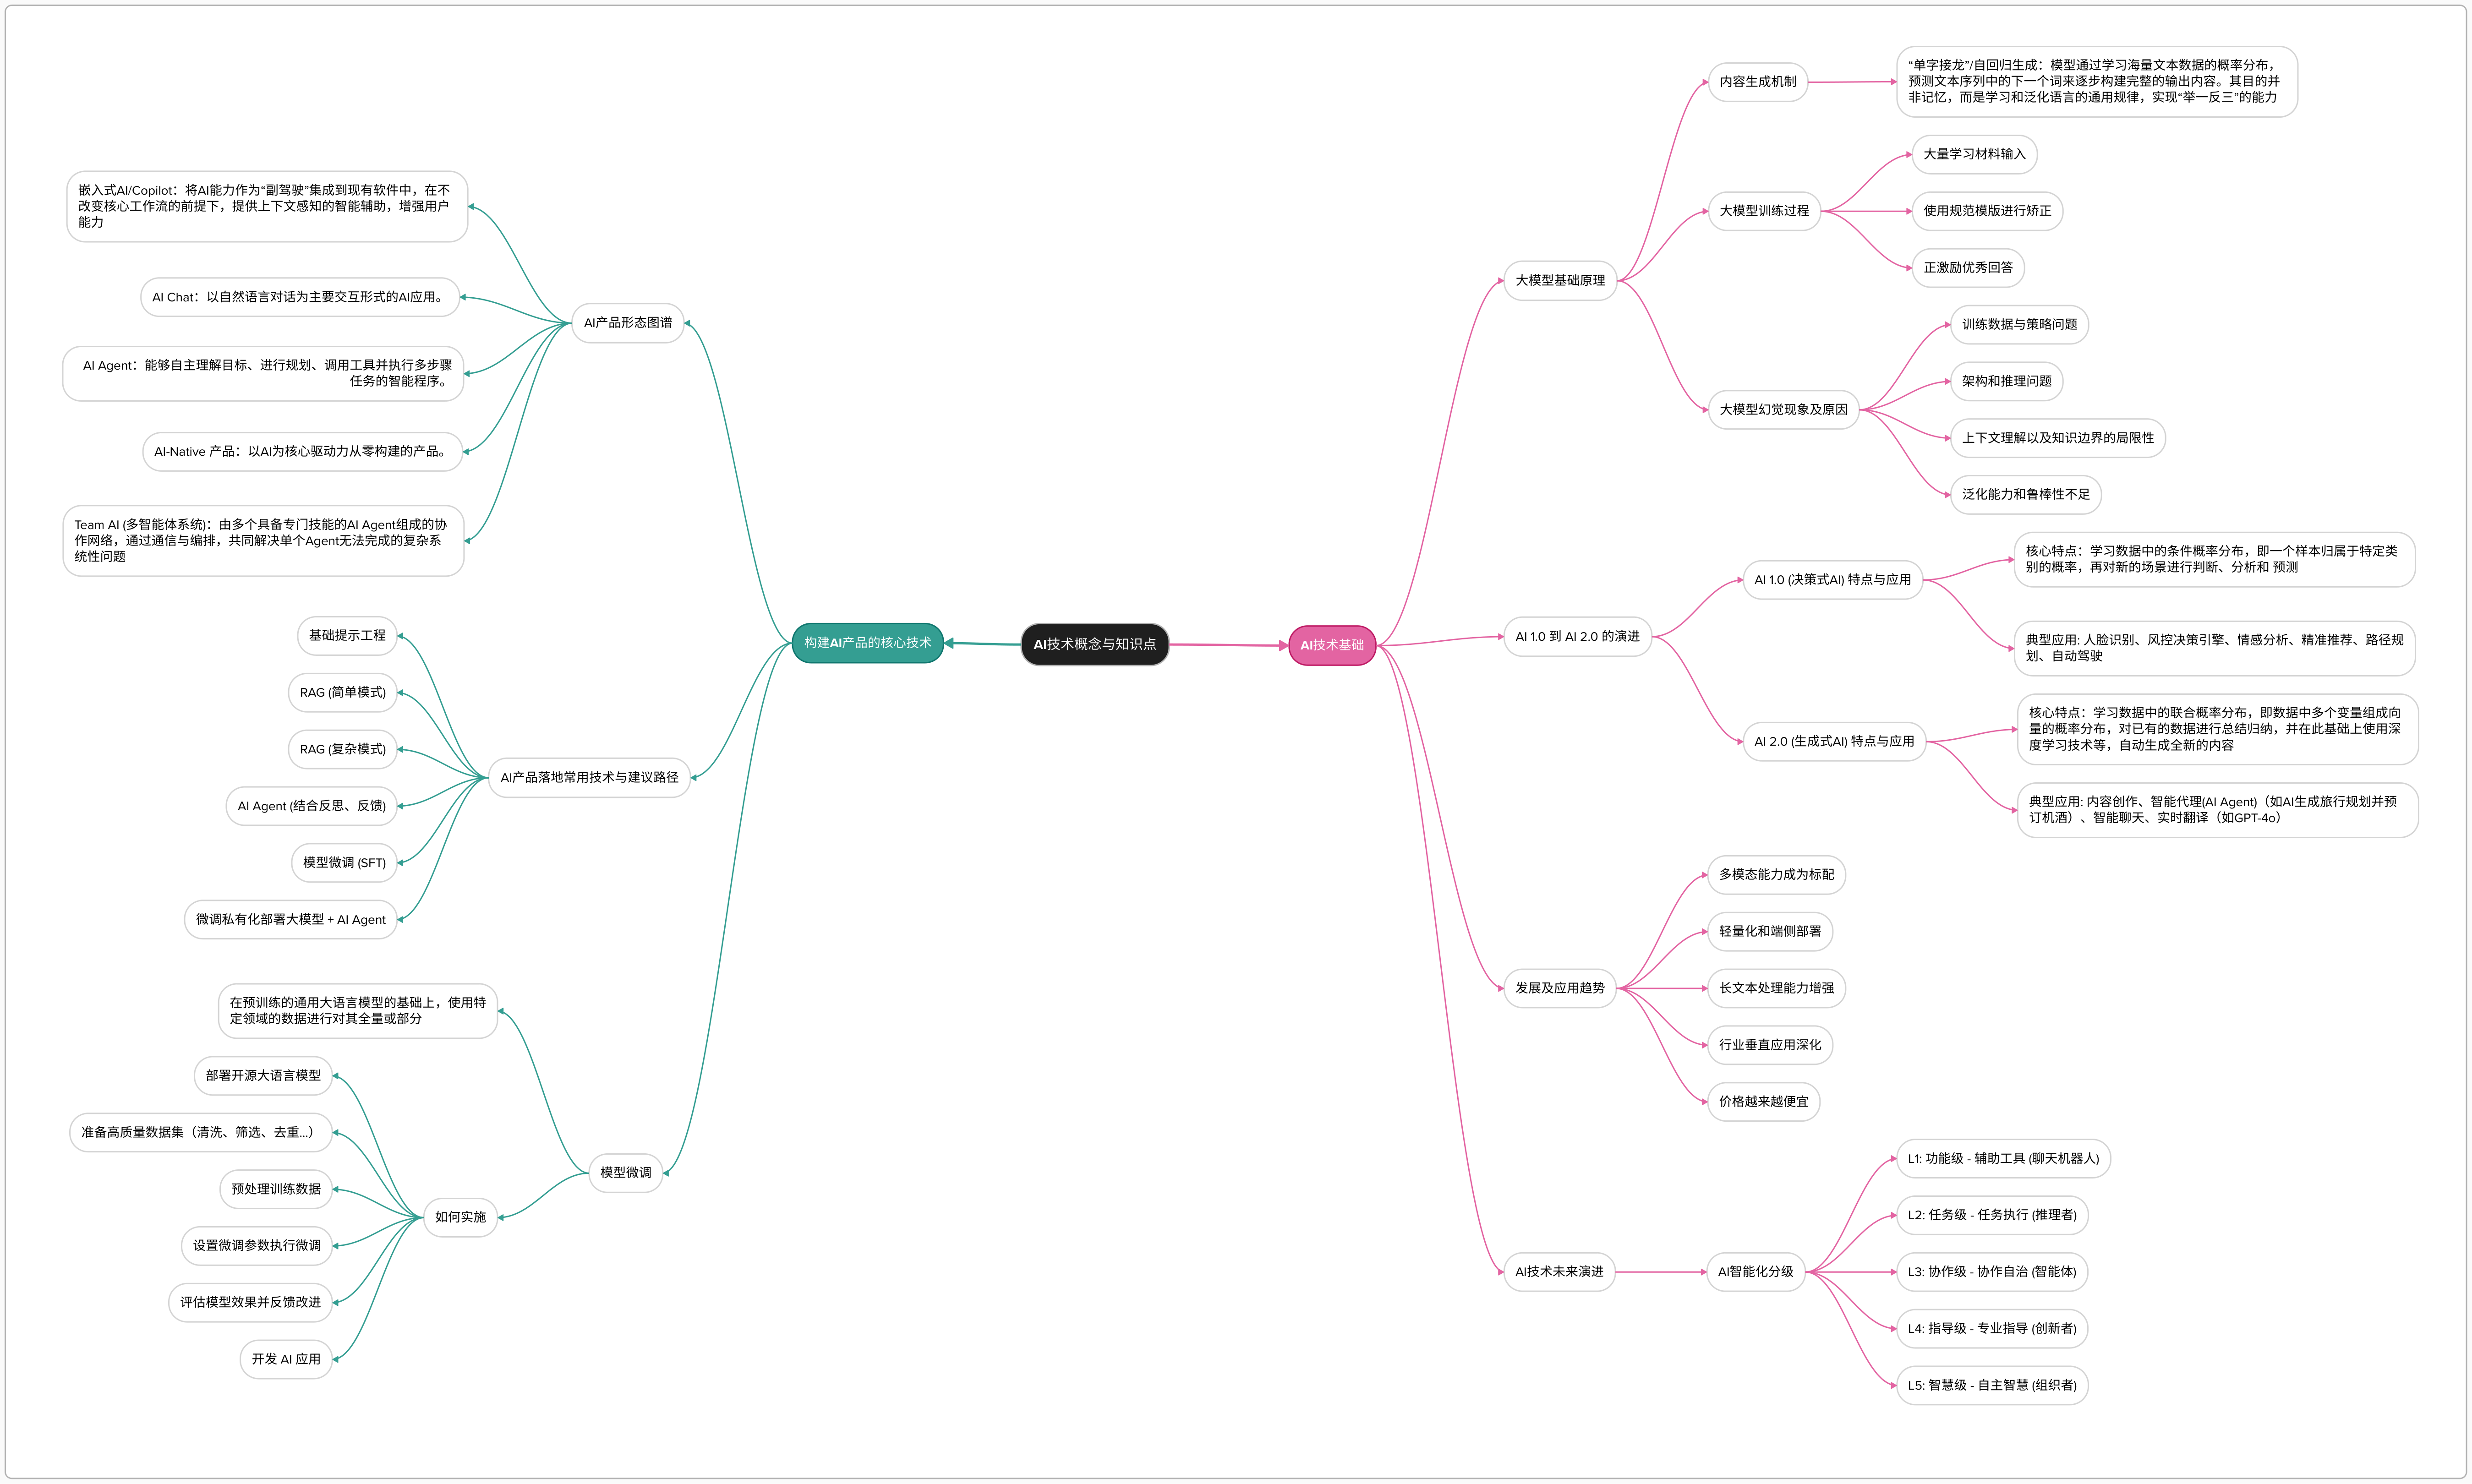 AI技术概念与知识点
AI技术基础
大模型基础原理
内容生成机制
“单字接龙”/自回归生成：模型通过学习海量文本数据的概率分布，
预测文本序列中的下一个词来逐步构建完整的输出内容。其目的并
非记忆，而是学习和泛化语言的通用规律，实现“举一反三”的能力
大模型训练过程
大量学习材料输入
使用规范模版进行矫正
正激励优秀回答
大模型幻觉现象及原因
训练数据与策略问题
架构和推理问题
上下文理解以及知识边界的局限性
泛化能力和鲁棒性不足
AI 1.0 到 AI 2.0 的演进
AI 1.0 (决策式AI) 特点与应用
核心特点：学习数据中的条件概率分布，即一个样本归属于特定类
别的概率，再对新的场景进行判断、分析和 预测
典型应用: 人脸识别、风控决策引擎、情感分析、精准推荐、路径规
划、自动驾驶
AI 2.0 (生成式AI) 特点与应用
核心特点：学习数据中的联合概率分布，即数据中多个变量组成向
量的概率分布，对已有的数据进行总结归纳，并在此基础上使用深
度学习技术等，自动生成全新的内容
典型应用: 内容创作、智能代理(AI Agent)（如AI生成旅行规划并预
订机酒）、智能聊天、实时翻译（如GPT-4o）
发展及应用趋势
多模态能力成为标配
轻量化和端侧部署
长文本处理能力增强
行业垂直应用深化
价格越来越便宜
AI技术未来演进
AI智能化分级
L1: 功能级 - 辅助工具 (聊天机器人)
L2: 任务级 - 任务执行 (推理者)
L3: 协作级 - 协作自治 (智能体)
L4: 指导级 - 专业指导 (创新者)
L5: 智慧级 - 自主智慧 (组织者)
构建AI产品的核心技术
AI产品形态图谱
嵌入式AI/Copilot：将AI能力作为“副驾驶”集成到现有软件中，在不
改变核心工作流的前提下，提供上下文感知的智能辅助，增强用户
能力
AI Chat：以自然语言对话为主要交互形式的AI应用。
AI Agent：能够自主理解目标、进行规划、调用工具并执行多步骤
任务的智能程序。
AI-Native 产品：以AI为核心驱动力从零构建的产品。
Team AI (多智能体系统)：由多个具备专门技能的AI Agent组成的协
作网络，通过通信与编排，共同解决单个Agent无法完成的复杂系
统性问题
AI产品落地常用技术与建议路径
基础提示工程
RAG (简单模式)
RAG (复杂模式)
AI Agent (结合反思、反馈)
模型微调 (SFT)
微调私有化部署大模型 + AI Agent
模型微调
在预训练的通用大语言模型的基础上，使用特
定领域的数据进行对其全量或部分
如何实施
部署开源大语言模型
准备高质量数据集（清洗、筛选、去重...）
预处理训练数据
设置微调参数执行微调
评估模型效果并反馈改进
开发 AI 应用